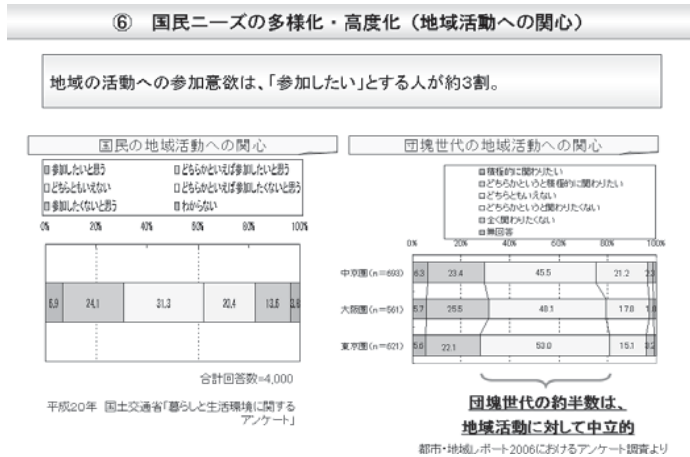 ⑥ 国民ニーズの多様化・高度化（地域活動への関心）
地域の活動への参加意欲は、「参加したい」とする人が約3割。
国民の地域活動への関心
参加したいと思う
どちらかといえば参加したいと思う
どちらともいえない
どちらかといえば参加したくないと思う
参加したくないと思う
わからない
0% 20% 40% 60% 80% 100%
24.1 31.3 20.4
合計回答数=4,000
平成20年 国土交通省「暮らしと生活環境に関する
アンケート」
団塊世代の地域活動への関心
積極的に関わりたい
どちらかというと積極的に関わりたい
どちらともいえない
どちらかというと関わりたくない
全く関わりたくない
無回答
0% 20% 40% 60% 80% 100%
中京圏(n=693) 6.3 23.4 45.5 21.2
大阪圏(n=561) 5.7 25.5 17.8
東京圏(n=621) 5.6 22.1 53.0 15.1
団塊世代の約半数は、
地域活動に対して中立的
都市・地域レポート2006におけるアンケート調査より